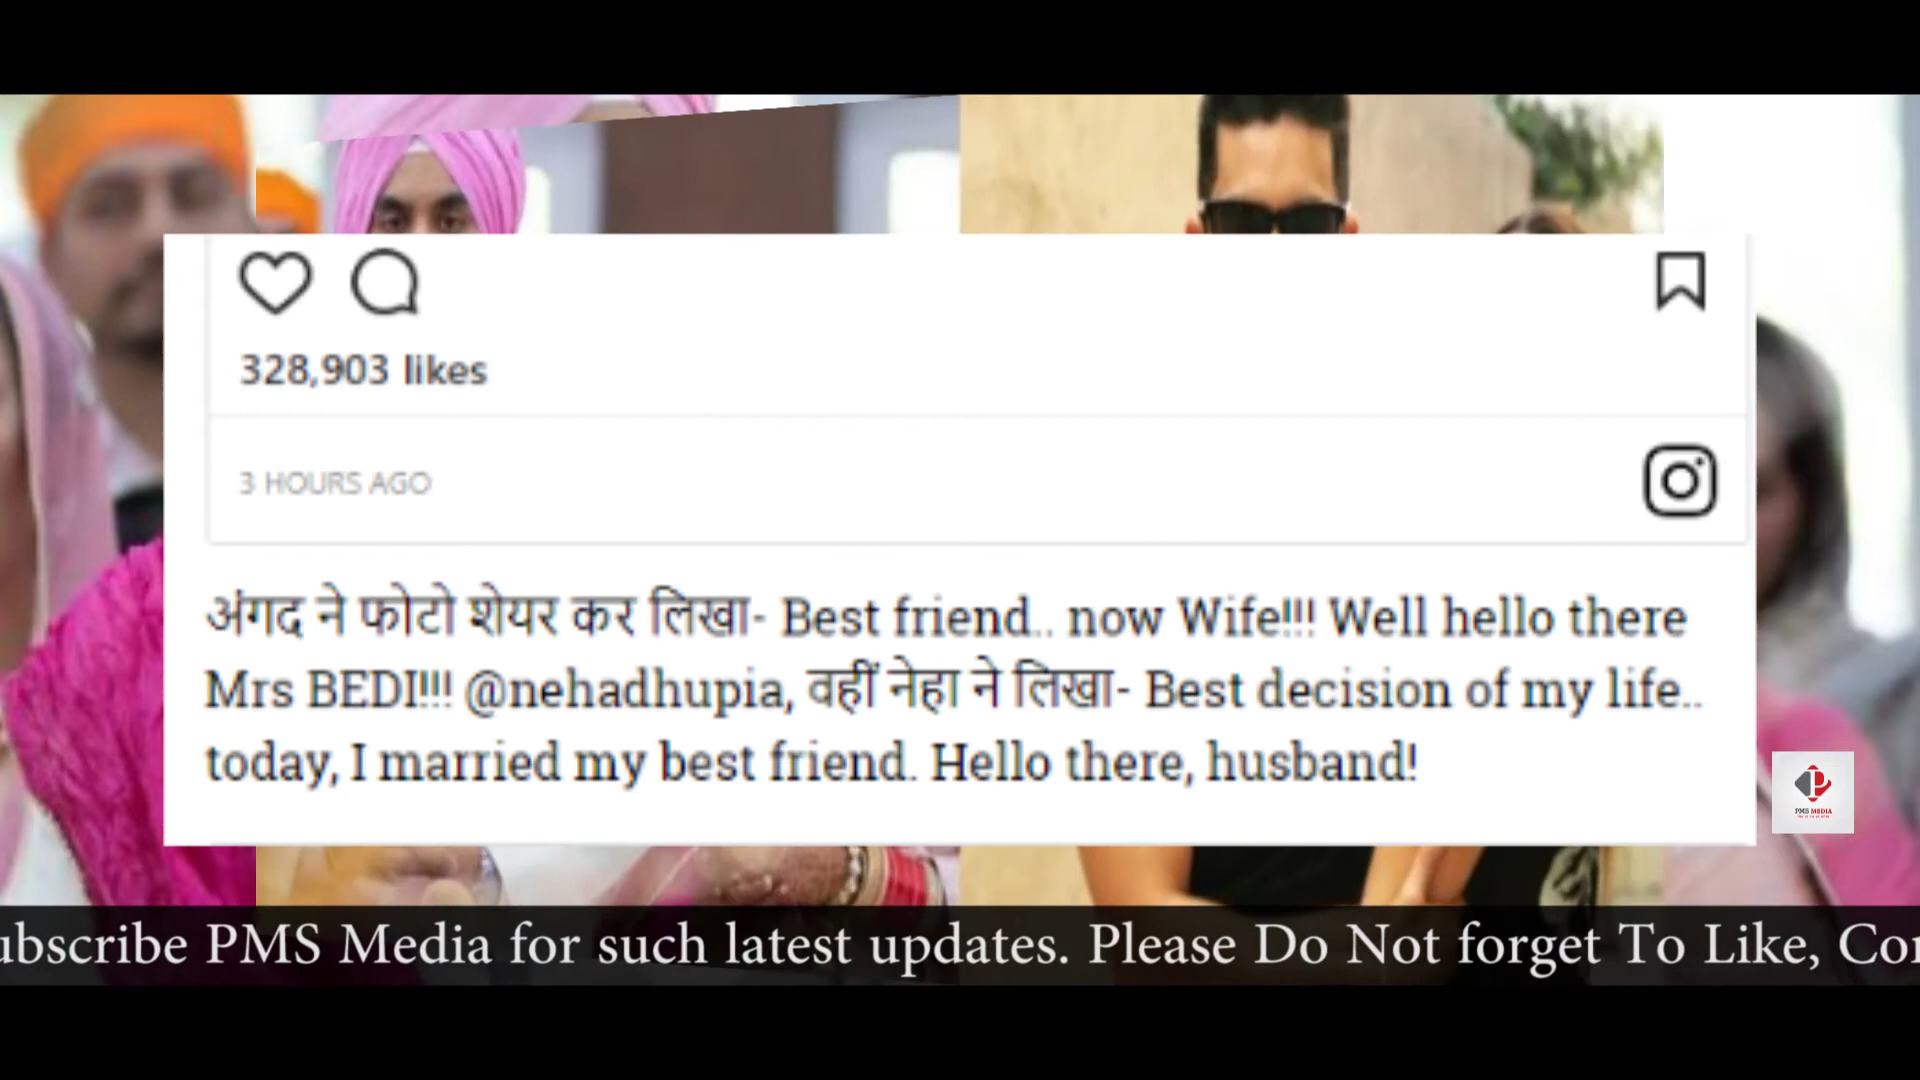 328,903 likes
3 HOURS AGO
अंगद ने फोटो शेयर कर लिखा- Best friend.. now Wife!!! Well hello there
Mrs BEDI!!! @nehadhupia, वहीं नेहा ने लिखा- Best decision of my life..
today, I married my best friend. Hello there, husband!
PMS MEDIA
ubscribe PMS Media for such latest updates. Please Do Not forget To Like, Co